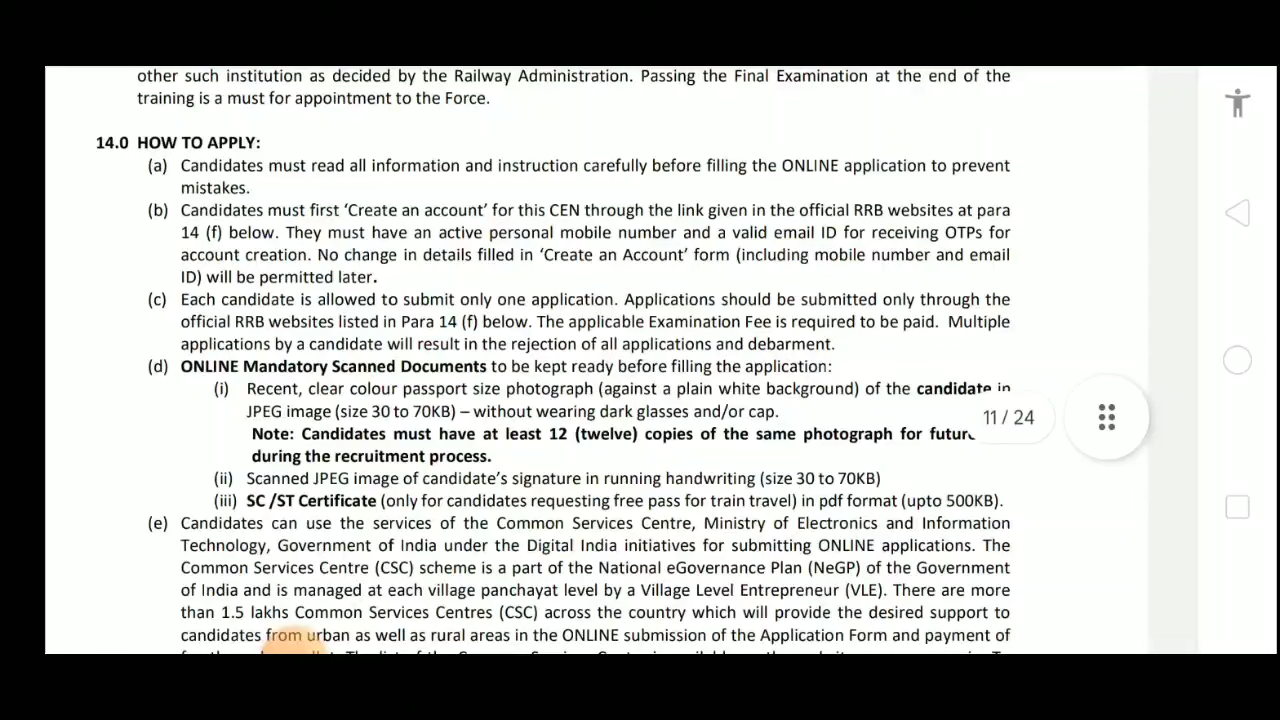 other such institution as decided by the Railway Administration. Passing the Final Examination at the end of the
training is a must for appointment to the Force.
14.0 HOW TO APPLY:
(a) Candidates must read all information and instruction carefully before filling the ONLINE application to prevent
mistakes.
(b) Candidates must first ‘Create an account’ for this CEN through the link given in the official RRB websites at para
14 (f) below. They must have an active personal mobile number and a valid email ID for receiving OTPs for
account creation. No change in details filled in ‘Create an Account’ form (including mobile number and email
ID) will be permitted later.
(c) Each candidate is allowed to submit only one application. Applications should be submitted only through the
official RRB websites listed in Para 14 (f) below. The applicable Examination Fee is required to be paid. Multiple
applications by a candidate will result in the rejection of all applications and debarment.
(d) ONLINE Mandatory Scanned Documents to be kept ready before filling the application:
(i) Recent, clear colour passport size photograph (against a plain white background) of the candidate in
JPEG image (size 30 to 70KB) – without wearing dark glasses and/or cap.
11 / 24
Note: Candidates must have at least 12 (twelve) copies of the same photograph for
during the recruitment process.
(ii) Scanned JPEG image of candidate’s signature in running handwriting (size 30 to 70KB)
(iii) SC /ST Certificate (only for candidates requesting free pass for train travel) in pdf format (upto 500KB).
(e) Candidates can use the services of the Common Services Centre, Ministry of Electronics and Information
Technology, Government of India under the Digital India initiatives for submitting ONLINE applications. The
Common Services Centre (CSC) scheme is a part of the National eGovernance Plan (NeGP) of the Government
of India and is managed at each village panchayat level by a Village Level Entrepreneur (VLE). There are more
than 1.5 lakhs Common Services Centres (CSC) across the country which will provide the desired support to
candidates from urban as well as rural areas in the ONLINE submission of the Application Form and payment of